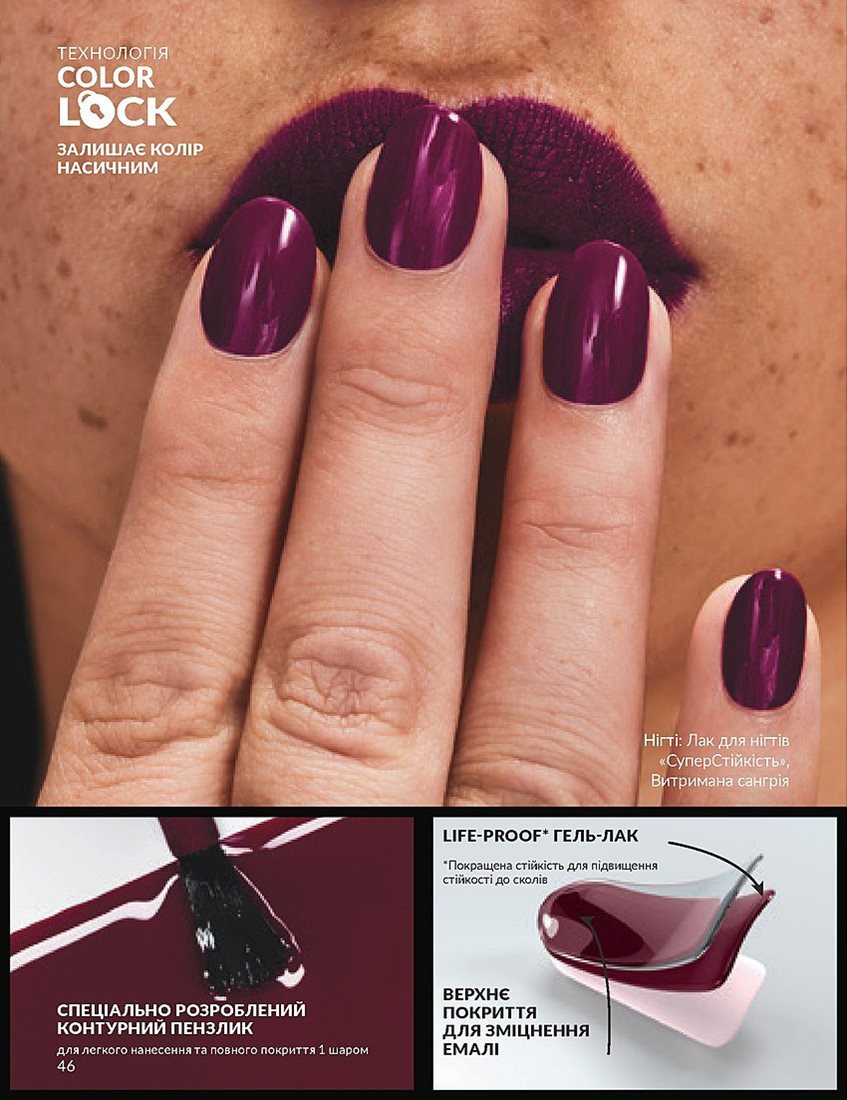 ТЕХНОЛОГІЯ
COLOR
LOCK
ЗАЛИШАЄ КОЛІР
НАСИЧНИМ
Нігті: Лак для нігтів
«СуперСтійкість»,
Витримана сангрія
СПЕЦІАЛЬНО РОЗРОБЛЕНИЙ
КОНТУРНИЙ ПЕНЗЛИК
для легкого нанесення та повного покриття 1 шаром
46
LIFE-PROOF* ГЕЛЬ-ЛАК
*Покращена стійкість для підвищення
стійкості до сколів
ВЕРХНЄ
ПОКРИТТЯ
ДЛЯ ЗМІЦНЕННЯ
ЕМАЛІ